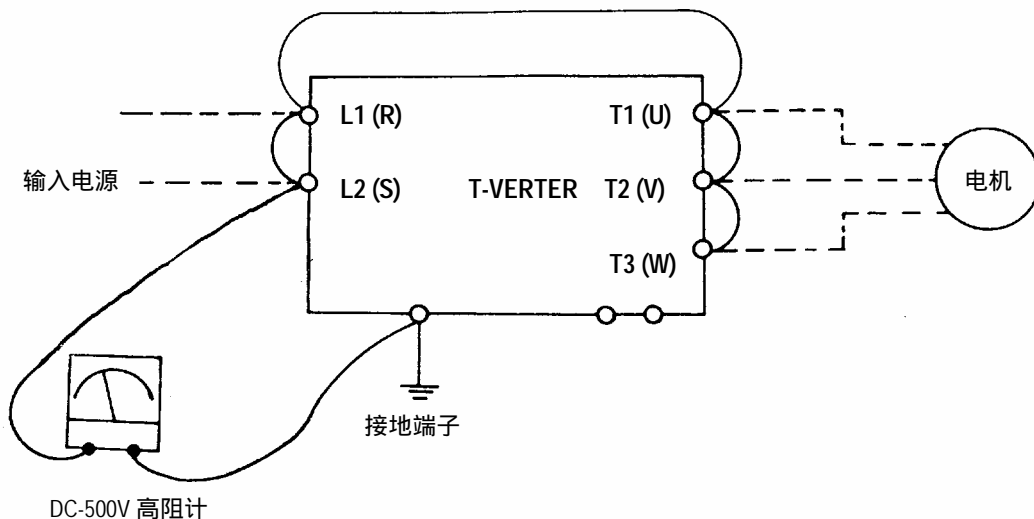 L1 (R)
T1 (U)
输入电源
L2 (S)
T-VERTER
T2 (V)
电机
T3 (W)
接地端子
DC-500V 高阻计